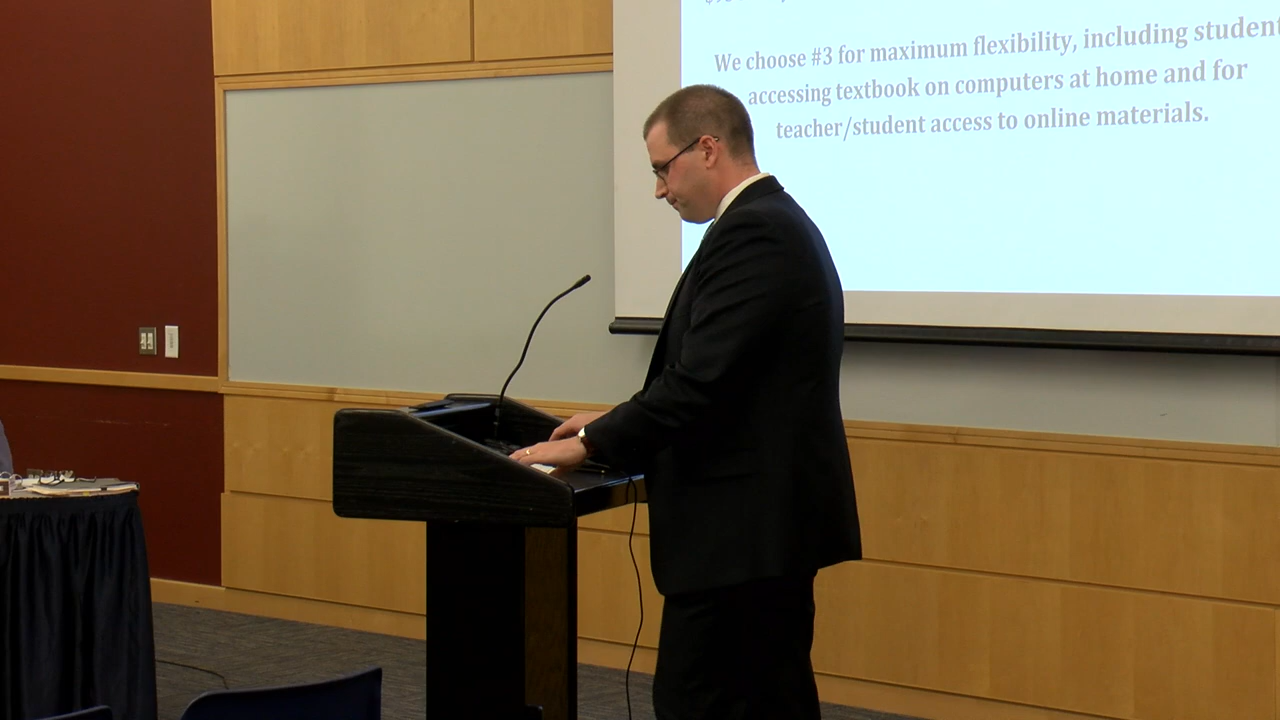 We choose #3 for maximum flexibility, including student
accessing textbook on computers at home and for
teacher/student access to online materials.